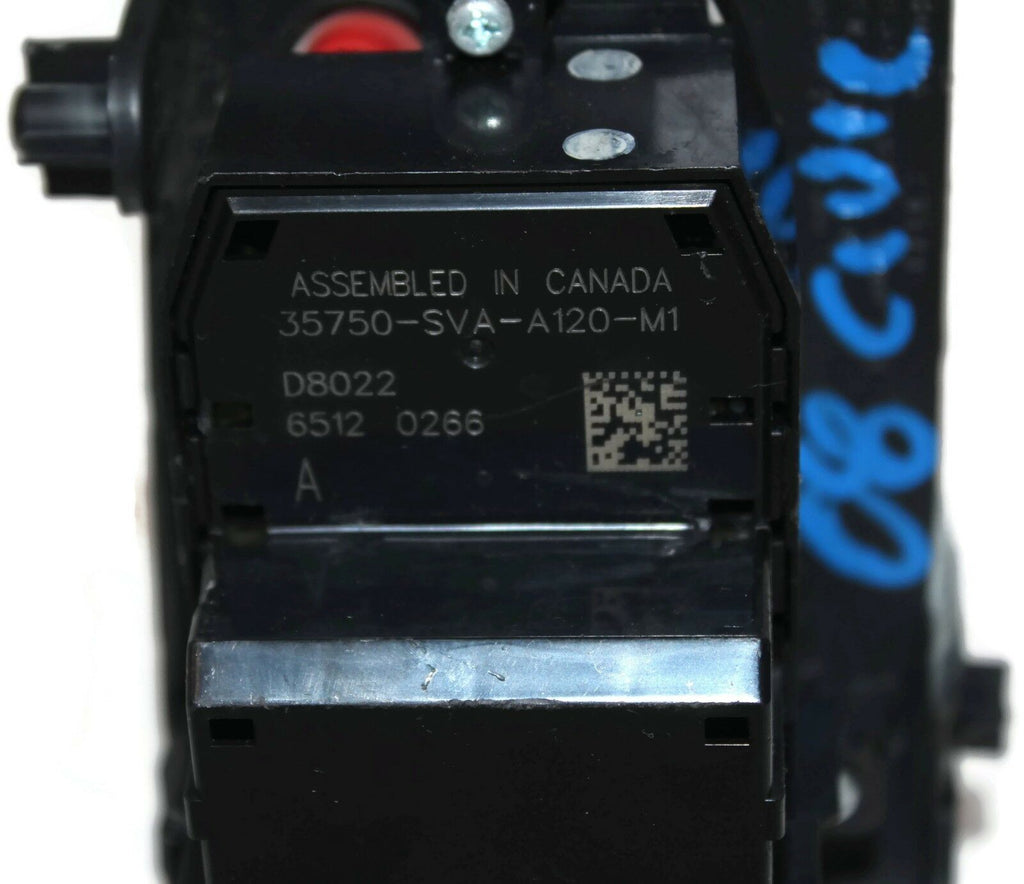 ASSEMBLED IN CANADA
35750-SVA-A120-M1
D8022
6512 0266
A
08 CIVIC